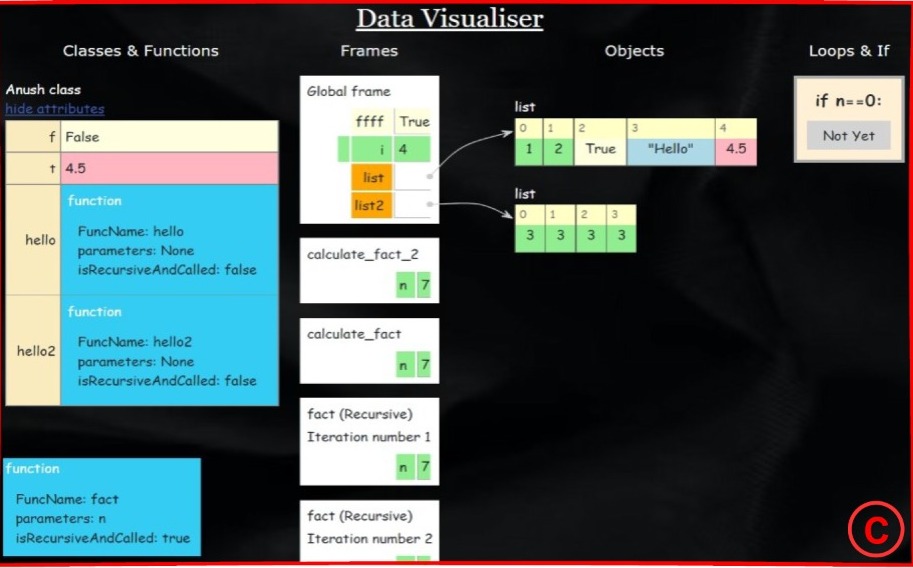 Data Visualiser
Classes & Functions
Frames
Objects
Loops & If
Anush class
hide attributes
f False
t 4.5
hello
function
FuncName: hello
parameters: None
isRecursiveAndCalled: false
hello2
function
FuncName: hello2
parameters: None
isRecursiveAndCalled: false
function
FuncName: fact
parameters: n
isRecursiveAndCalled: true
Global frame
ffff True
i 4
list
list2
calculate_fact_2
n 7
calculate_fact
n 7
fact (Recursive)
Iteration number 1
n 7
fact (Recursive)
Iteration number 2
list
0 1 2 3 4
1 2 True "Hello" 4.5
list
0 1 2 3
3 3 3 3
if n==0:
Not Yet
C